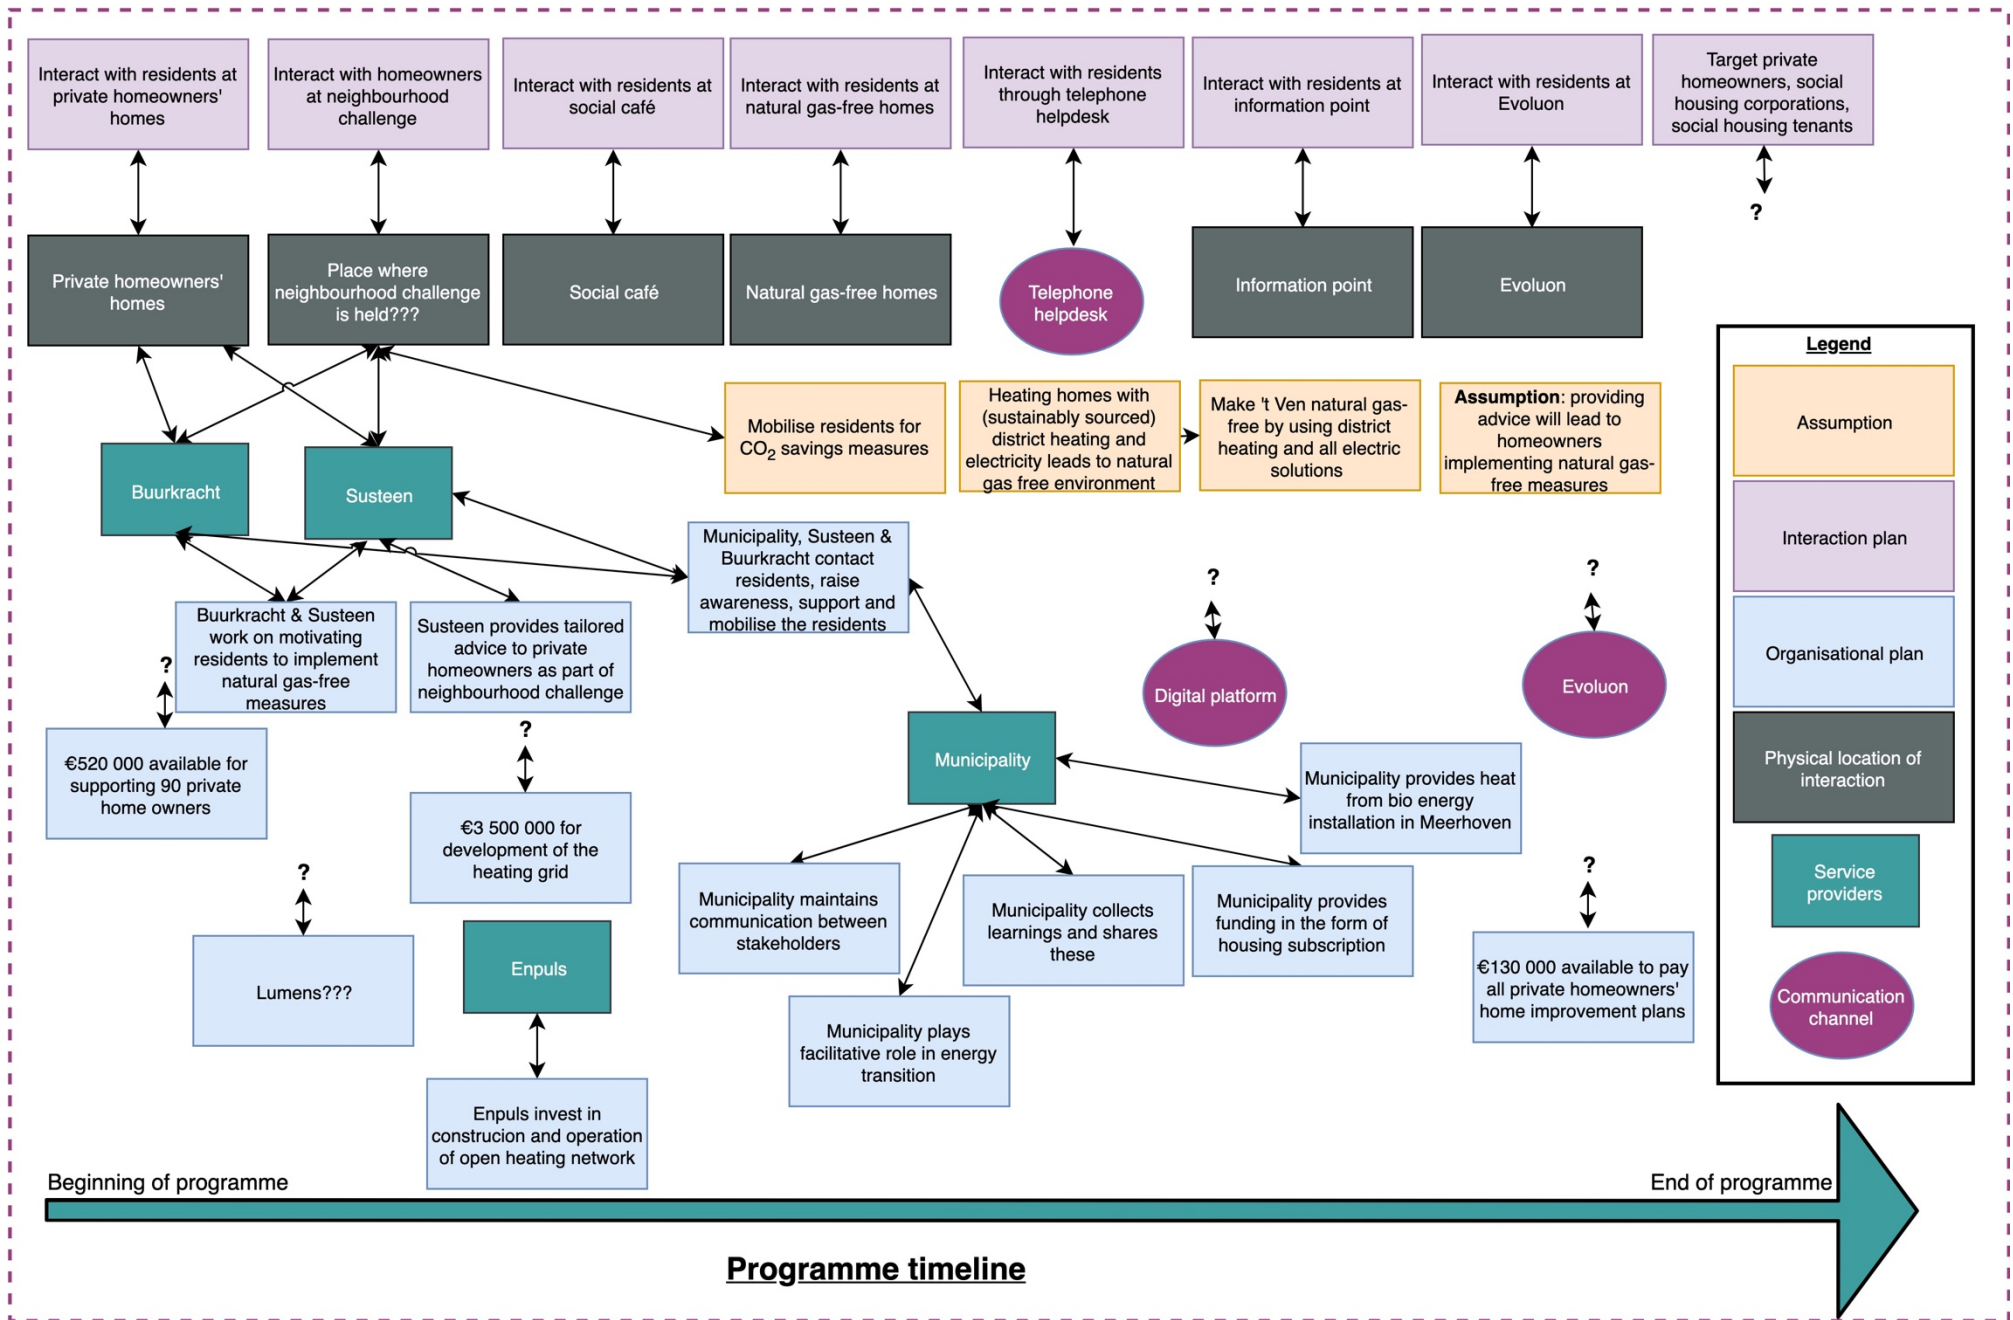 Interact with residents at
private homeowners'
homes
Interact with homeowners
at neighbourhood
challenge
Interact with residents at
social café
Interact with residents at
natural gas-free homes
Interact with residents
through telephone
helpdesk
Interact with residents at
information point
Interact with residents at
Evoluon
Target private
homeowners, social
housing corporations,
social housing tenants
?
Private homeowners'
homes
Place where
neighbourhood challenge
is held???
Social café
Natural gas-free homes
Telephone
helpdesk
Information point
Evoluon
Legend
Assumption
Interaction plan
Organisational plan
Physical location of
interaction
Service
providers
Communication
channel
Mobilise residents for
CO2 savings measures
Heating homes with
(sustainably sourced)
district heating and
electricity leads to natural
gas free environment
Make 't Ven natural gas-
free by using district
heating and all electric
solutions
Assumption: providing
advice will lead to
homeowners
implementing natural gas-
free measures
Buurkracht
Susteen
Municipality, Susteen &
Buurkracht contact
residents, raise
awareness, support and
mobilise the residents
Buurkracht & Susteen
work on motivating
residents to implement
natural gas-free
measures
Susteen provides tailored
advice to private
homeowners as part of
neighbourhood challenge
?
Digital platform
?
Evoluon
?
€520 000 available for
supporting 90 private
home owners
?
€3 500 000 for
development of the
heating grid
Municipality
Municipality provides heat
from bio energy
installation in Meerhoven
?
Lumens???
Enpuls
Municipality maintains
communication between
stakeholders
Municipality collects
learnings and shares
these
Municipality provides
funding in the form of
housing subscription
?
€130 000 available to pay
all private homeowners'
home improvement plans
Municipality plays
facilitative role in energy
transition
Enpuls invest in
construcion and operation
of open heating network
Beginning of programme
End of programme
Programme timeline